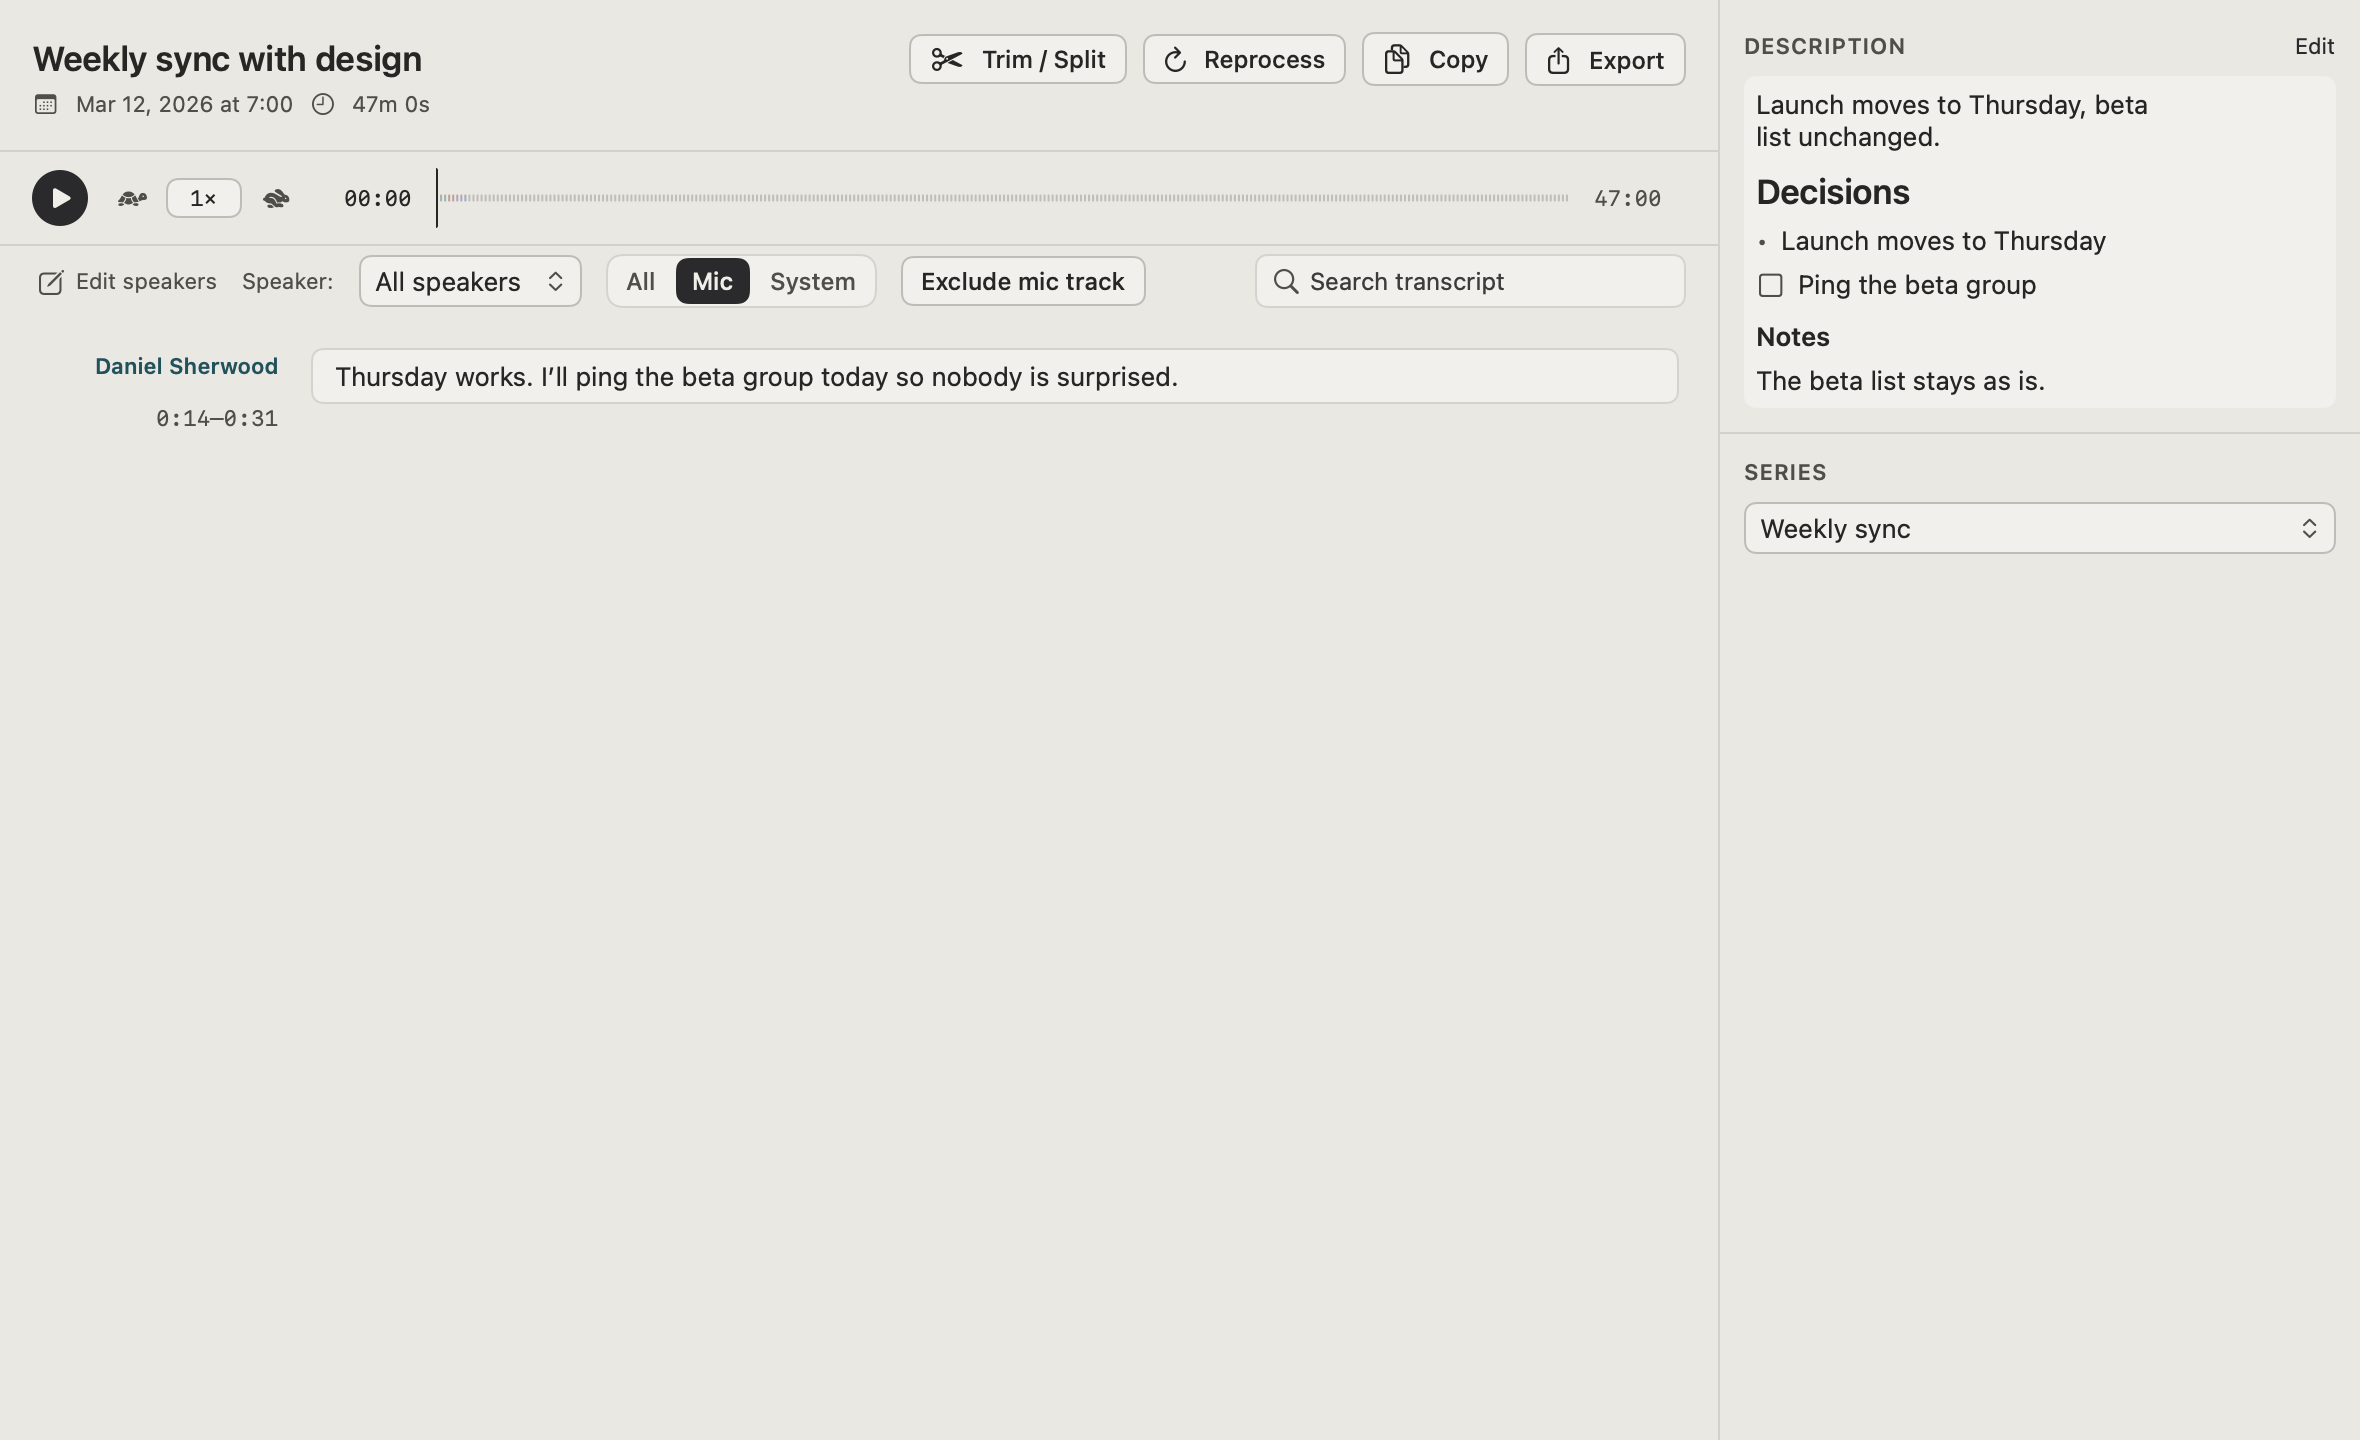 Weekly sync with design
Trim / Split
Reprocess
Copy
Export
Mar 12, 2026 at 7:00
47m 0s
1×
00:00
47:00
Edit speakers
Speaker:
All speakers
All
Mic
System
Exclude mic track
Search transcript
Daniel Sherwood
0:14—0:31
Thursday works. I’ll ping the beta group today so nobody is surprised.
DESCRIPTION
Edit
Launch moves to Thursday, beta
list unchanged.
Decisions
• Launch moves to Thursday
Ping the beta group
Notes
The beta list stays as is.
SERIES
Weekly sync